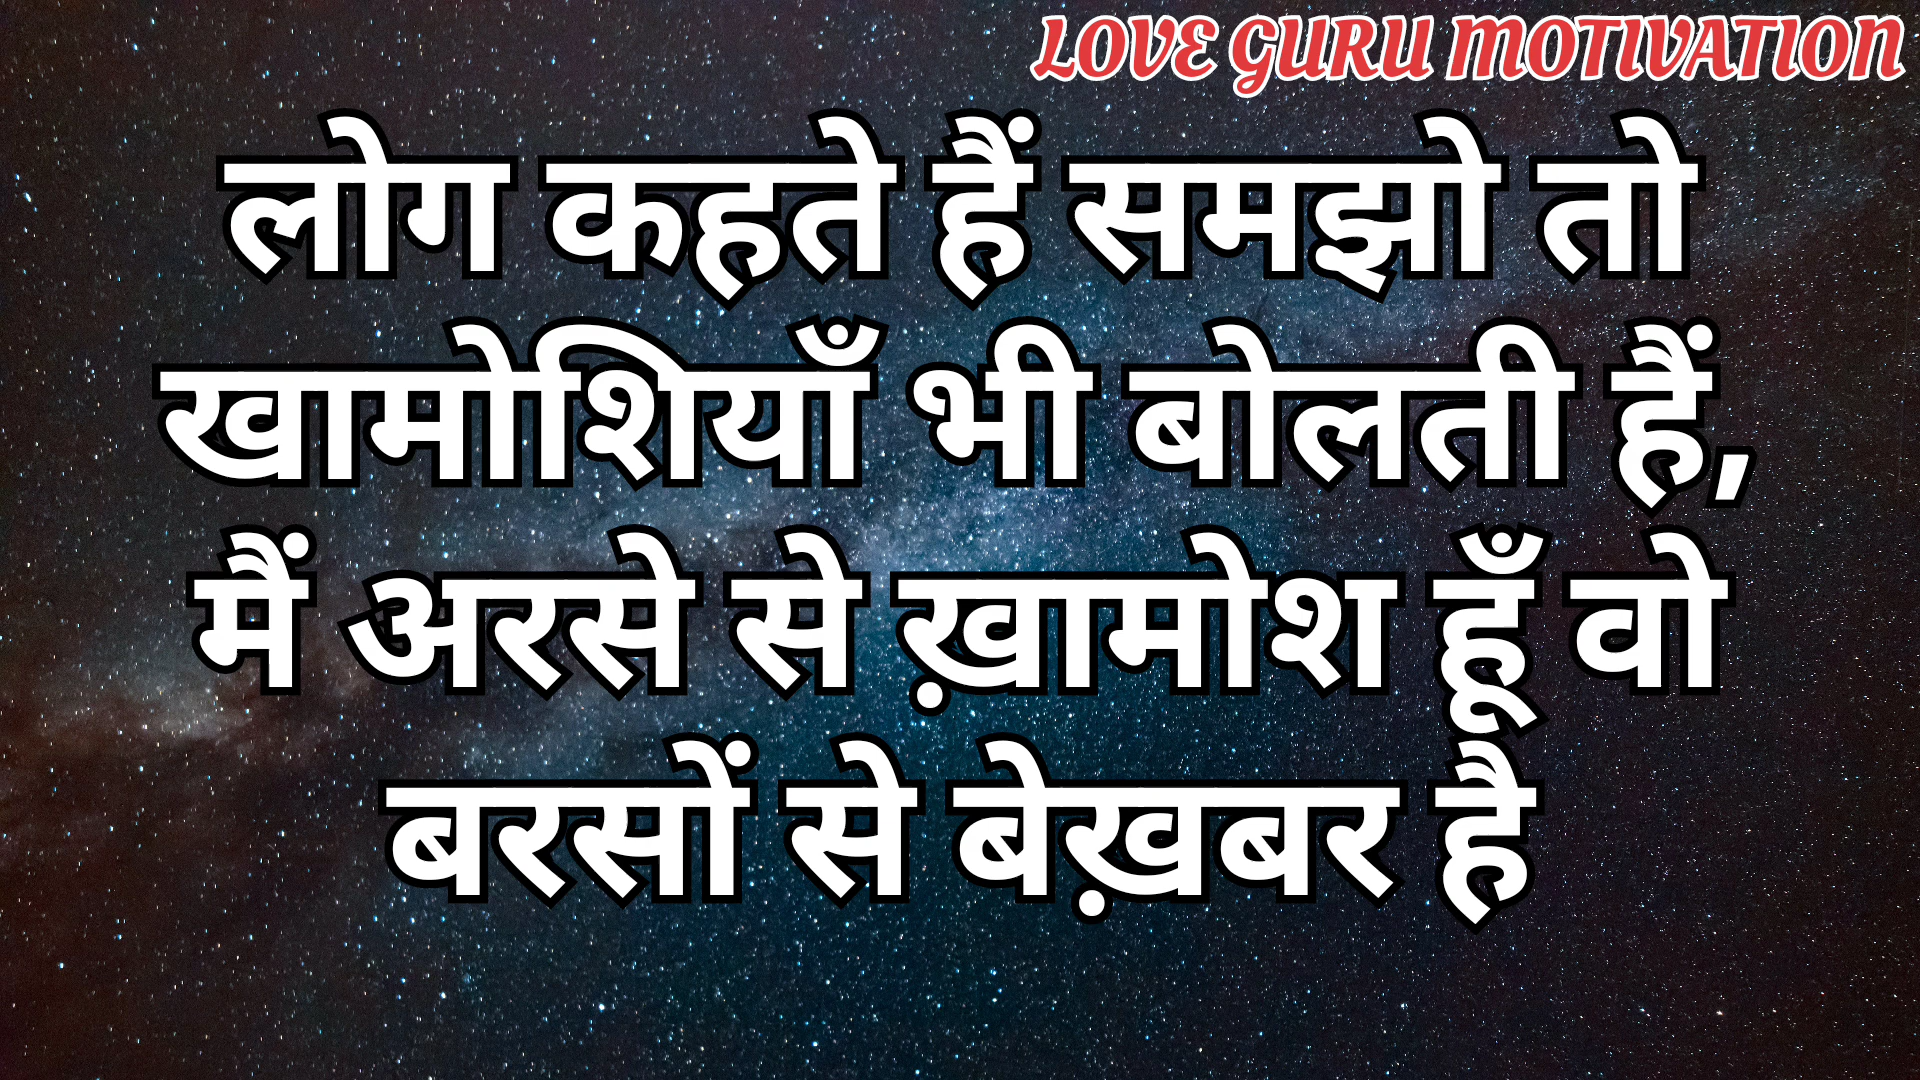 LOVE GURU MOTIVATION
लोग कहते हैं समझो तो
खामोशियाँ भी बोलती हैं,
मैं अरसे से ख़ामोश हूँ वो
बरसों से बेख़बर है